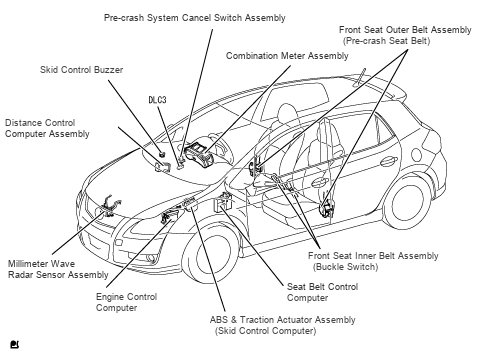 Pre-crash System Cancel Switch Assembly
Front Seat Outer Belt Assembly
(Pre-crash Seat Belt)
Combination Meter Assembly
Skid Control Buzzer
DLC3
Distance Control
Computer Assembly
Front Seat Inner Belt Assembly
(Buckle Switch)
Millimeter Wave
Radar Sensor Assembly
Seat Belt Control
Computer
Engine Control
Computer
ABS & Traction Actuator Assembly
(Skid Control Computer)